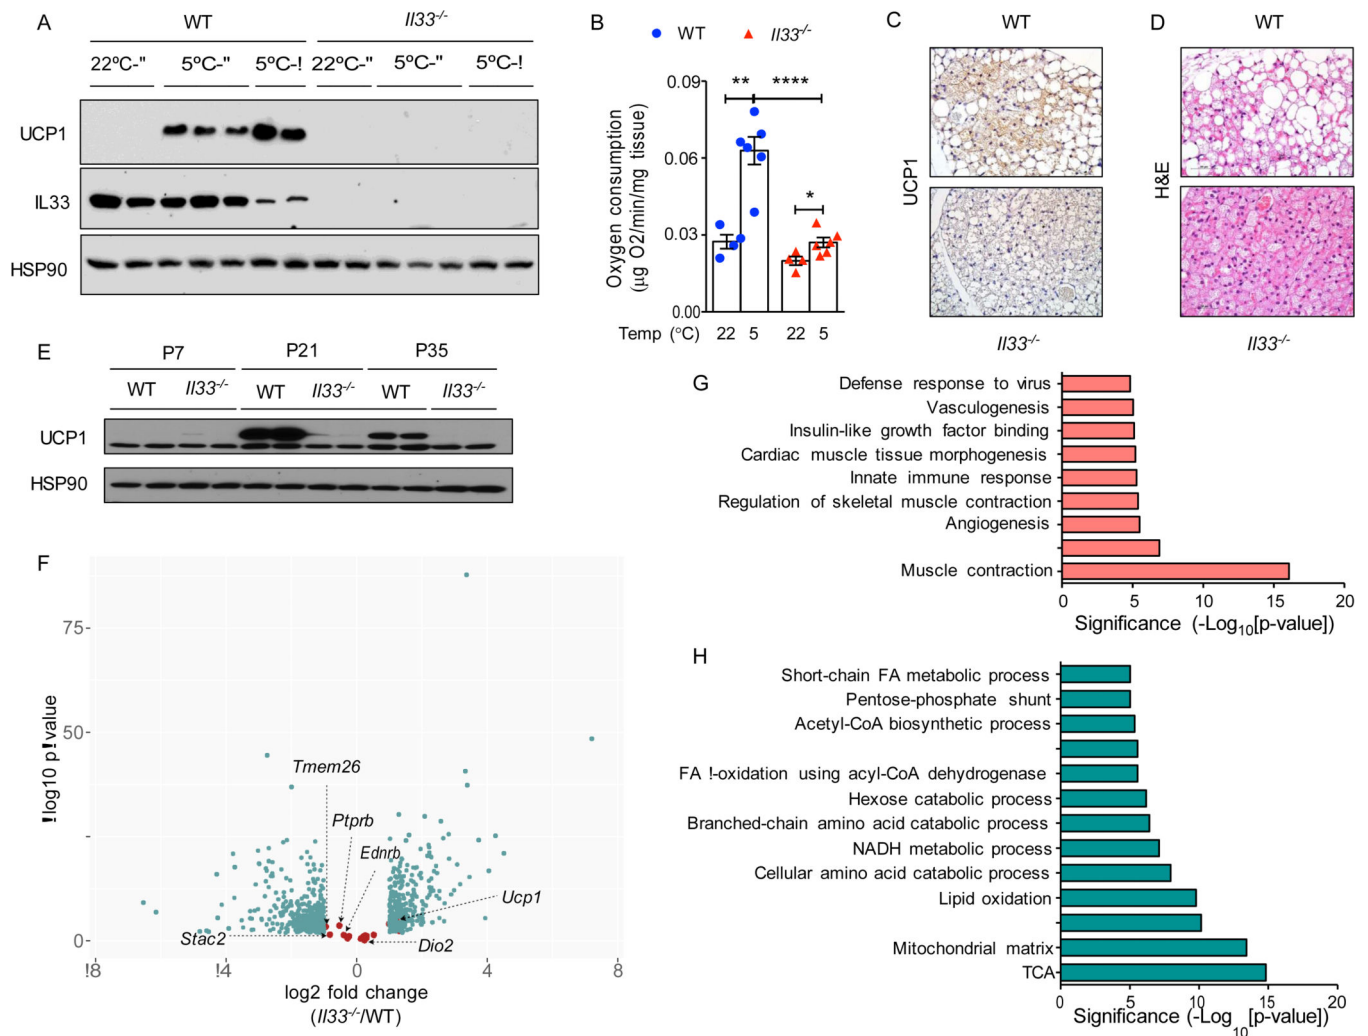 A
WT
Il33-/-
22ºC-" 5ºC-" 5ºC-! 22ºC-" 5ºC-" 5ºC-!
UCP1
IL33
HSP90
B
WT Il33-/-
** ****
*
0.09
0.06
0.03
0.00
Oxygen consumption
(µg O2/min/mg tissue)
Temp (°C) 22 5 22 5
C
WT
UCP1
Il33-/-
D
WT
H&E
Il33-/-
E
P7 P21 P35
WT Il33-/- WT Il33-/- WT Il33-/-
UCP1
HSP90
F
75
50
0
!log10 p!value
Tmem26
Ptprb
Ednrb
Ucp1
Stac2
Dio2
!8 !4 0 4 8
log2 fold change
(Il33-/-/WT)
G
Defense response to virus
Vasculogenesis
Insulin-like growth factor binding
Cardiac muscle tissue morphogenesis
Innate immune response
Regulation of skeletal muscle contraction
Angiogenesis
Muscle contraction
0 5 10 15 20
Significance (-Log10[p-value])
H
Short-chain FA metabolic process
Pentose-phosphate shunt
Acetyl-CoA biosynthetic process
FA !-oxidation using acyl-CoA dehydrogenase
Hexose catabolic process
Branched-chain amino acid catabolic process
NADH metabolic process
Cellular amino acid catabolic process
Lipid oxidation
Mitochondrial matrix
TCA
0 5 10 15 20
Significance (-Log10[p-value])